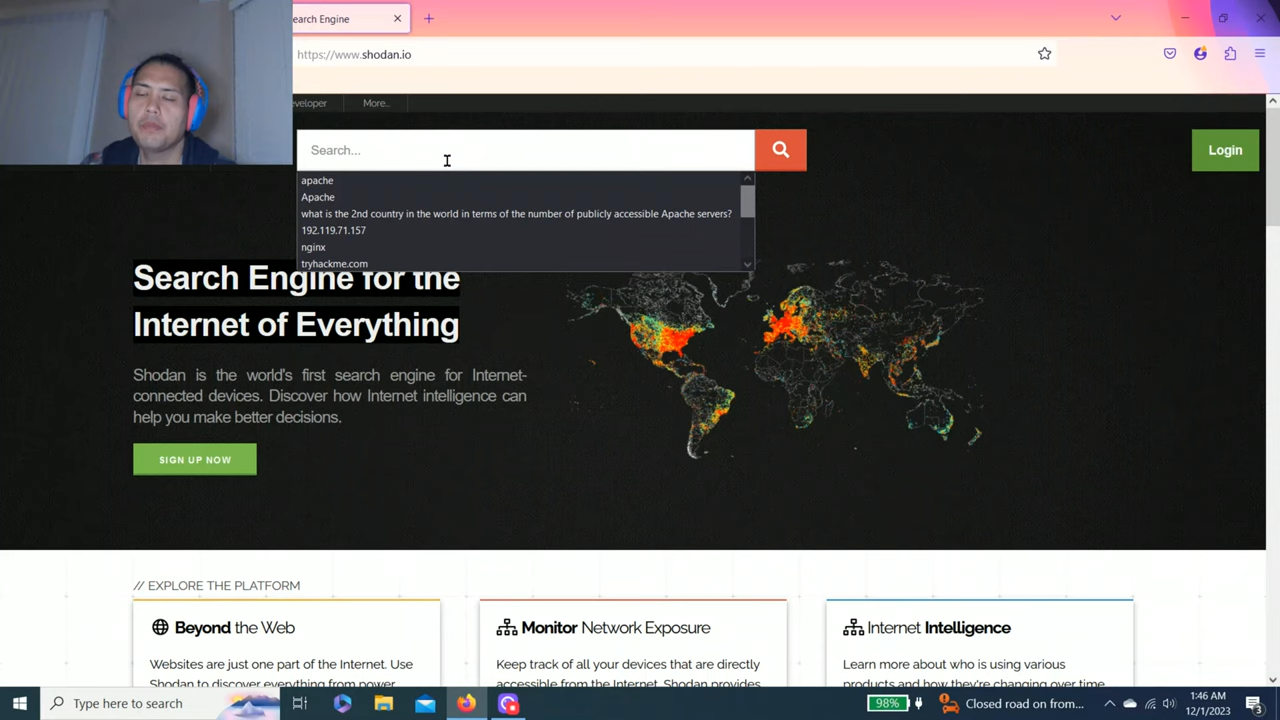 earch Engine
https://www.shodan.io
eveloper
More...
Search...
Login
apache
Apache
what is the 2nd country in the world in terms of the number of publicly accessible Apache servers?
192.119.71.157
nginx
tryhackme.com
Search Engine for the
Internet of Everything
Shodan is the world's first search engine for Internet-
connected devices. Discover how Internet intelligence can
help you make better decisions.
SIGN UP NOW
// EXPLORE THE PLATFORM
Beyond the Web
Monitor Network Exposure
Internet Intelligence
Websites are just one part of the Internet. Use
Shodan to discover everything from power
Keep track of all your devices that are directly
accessible from the Internet. Shodan provides
Learn more about who is using various
products and how they're changing over time
Type here to search
98%
Closed road on from...
1:46 AM
12/1/2023
3